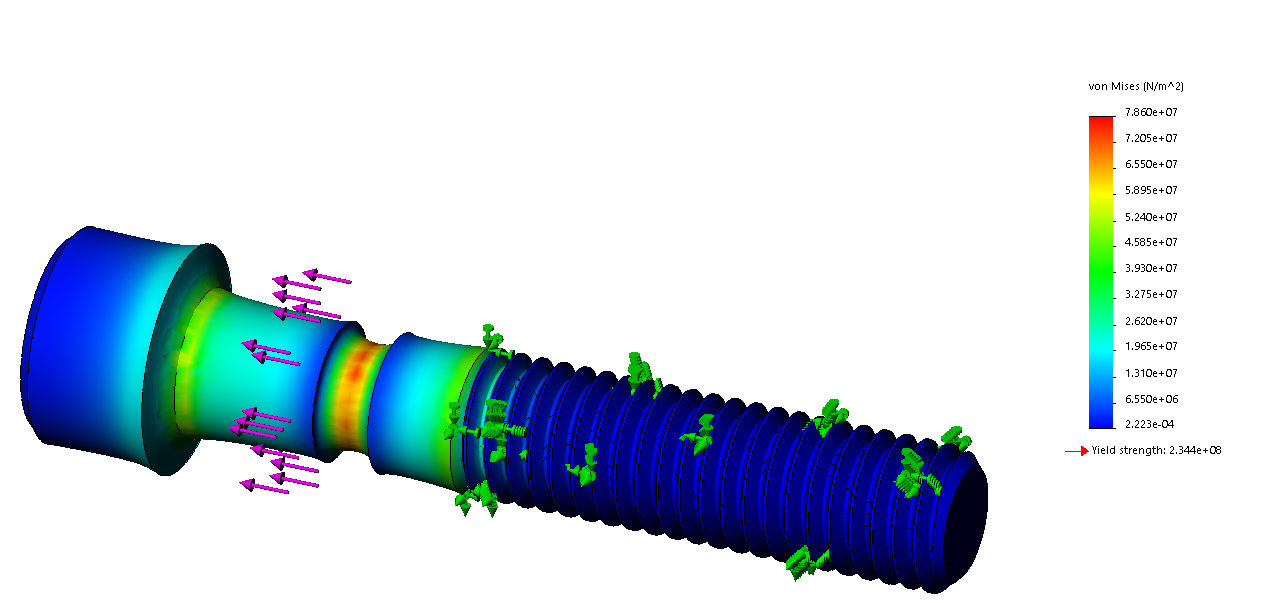 von Mises (N/m^2)
7.860e+07
7.205e+07
6.550e+07
5.895e+07
5.240e+07
4.585e+07
3.930e+07
3.275e+07
2.620e+07
1.965e+07
1.310e+07
6.550e+06
2.223e-04
Yield strength: 2.344e+08